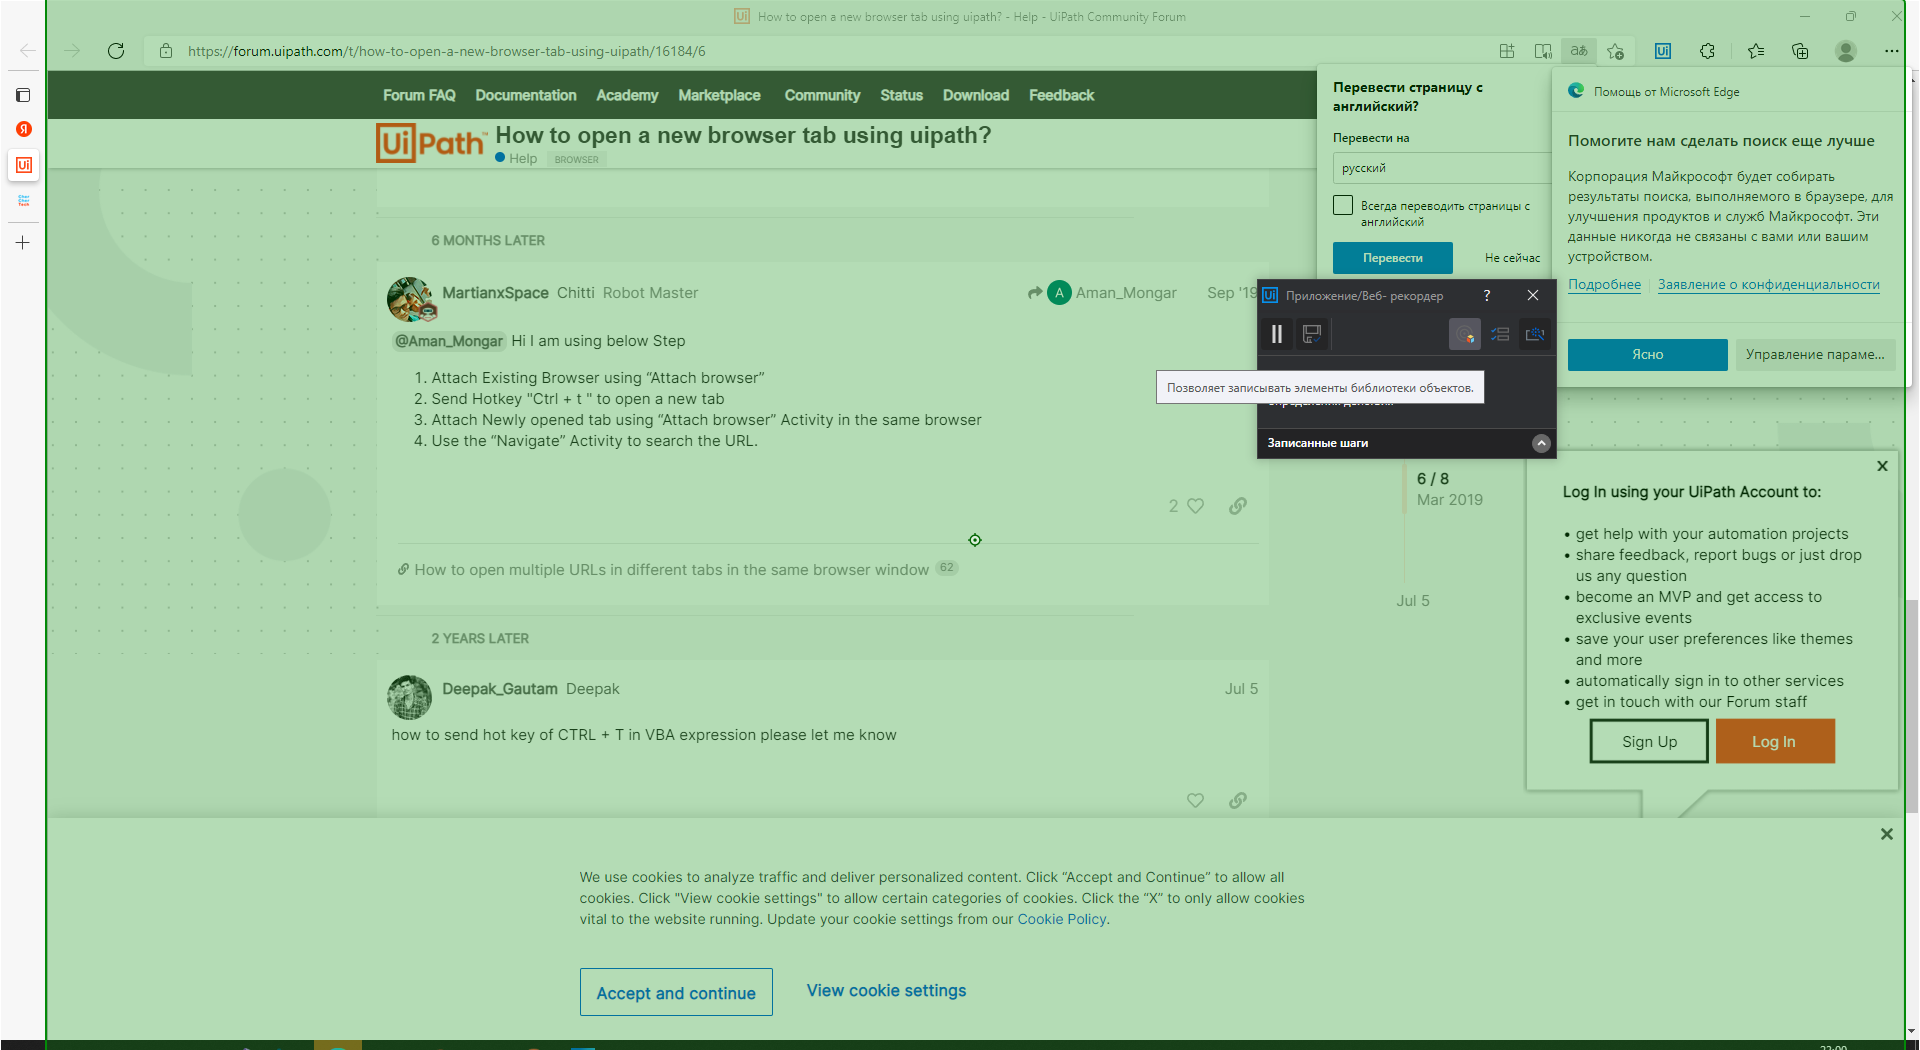 How to open a new browser tab using uipath? - Help - UiPath Community Forum
https://forum.uipath.com/t/how-to-open-a-new-browser-tab-using-uipath/16184/6
Forum FAQ Documentation Academy Marketplace Community Status Download Feedback
UiPath™ How to open a new browser tab using uipath?
Help BROWSER
6 MONTHS LATER
MartianxSpace Chitti Robot Master
A Aman_Mongar Sep '19
@Aman_Mongar Hi I am using below Step
1. Attach Existing Browser using “Attach browser”
2. Send Hotkey "Ctrl + t " to open a new tab
3. Attach Newly opened tab using “Attach browser” Activity in the same browser
4. Use the “Navigate” Activity to search the URL.
2
How to open multiple URLs in different tabs in the same browser window 62
2 YEARS LATER
Deepak_Gautam Deepak Jul 5
how to send hot key of CTRL + T in VBA expression please let me know
Перевести страницу с
английский?
Перевести на
русский
Всегда переводить страницы с
английский
Перевести Не сейчас
Помощь от Microsoft Edge
Помогите нам сделать поиск еще лучше
Корпорация Майкрософт будет собирать
результаты поиска, выполняемого в браузере, для
улучшения продуктов и служб Майкрософт. Эти
данные никогда не связаны с вами или вашим
устройством.
Подробнее Заявление о конфиденциальности
Ясно Управление параме...
Ui Приложение/Веб- рекордер ?
Позволяет записывать элементы библиотеки объектов.
Записанные шаги
6 / 8
Mar 2019
Jul 5
X
Log In using your UiPath Account to:
• get help with your automation projects
• share feedback, report bugs or just drop
us any question
• become an MVP and get access to
exclusive events
• save your user preferences like themes
and more
• automatically sign in to other services
• get in touch with our Forum staff
Sign Up Log In
We use cookies to analyze traffic and deliver personalized content. Click “Accept and Continue” to allow all
cookies. Click "View cookie settings" to allow certain categories of cookies. Click the “X” to only allow cookies
vital to the website running. Update your cookie settings from our Cookie Policy.
Accept and continue View cookie settings